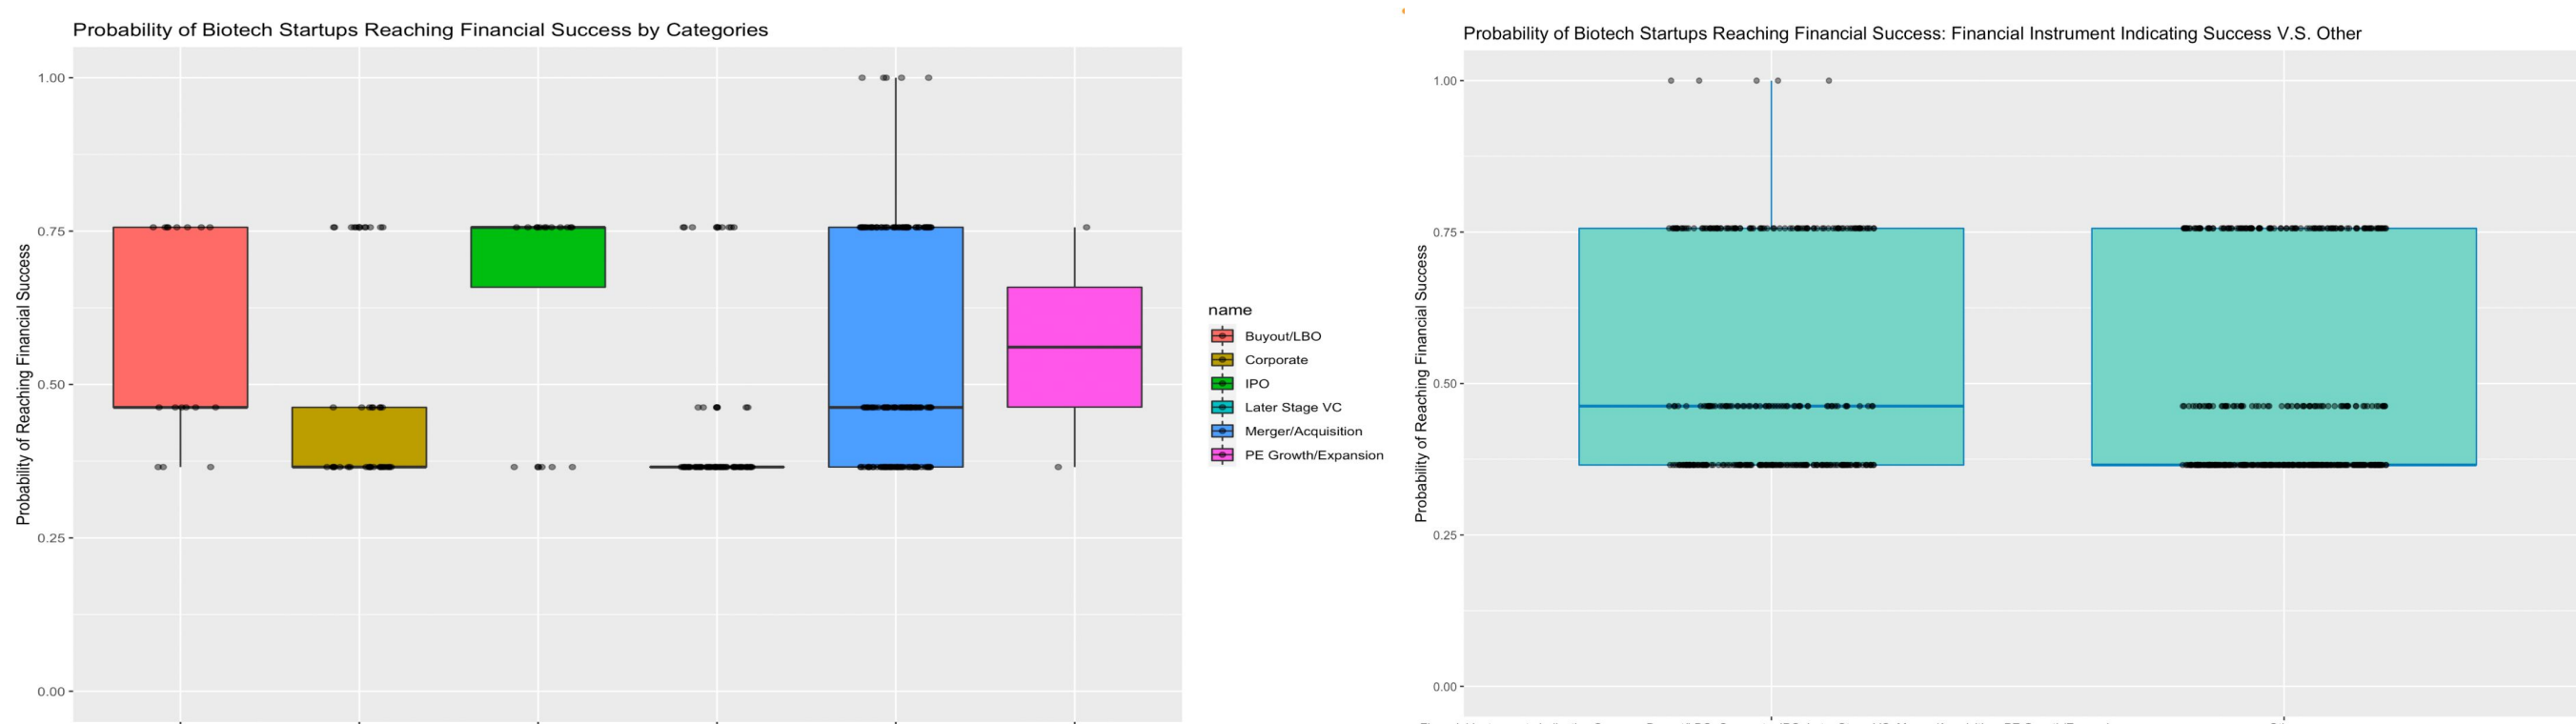 Probability of Biotech Startups Reaching Financial Success by Categories
Probability of Reaching Financial Success
1.00
0.75
0.50
0.25
0.00
name
Buyout/LBO
Corporate
IPO
Later Stage VC
Merger/Acquisition
PE Growth/Expansion
Probability of Biotech Startups Reaching Financial Success: Financial Instrument Indicating Success V.S. Other
Probability of Reaching Financial Success
1.00
0.75
0.50
0.25
0.00